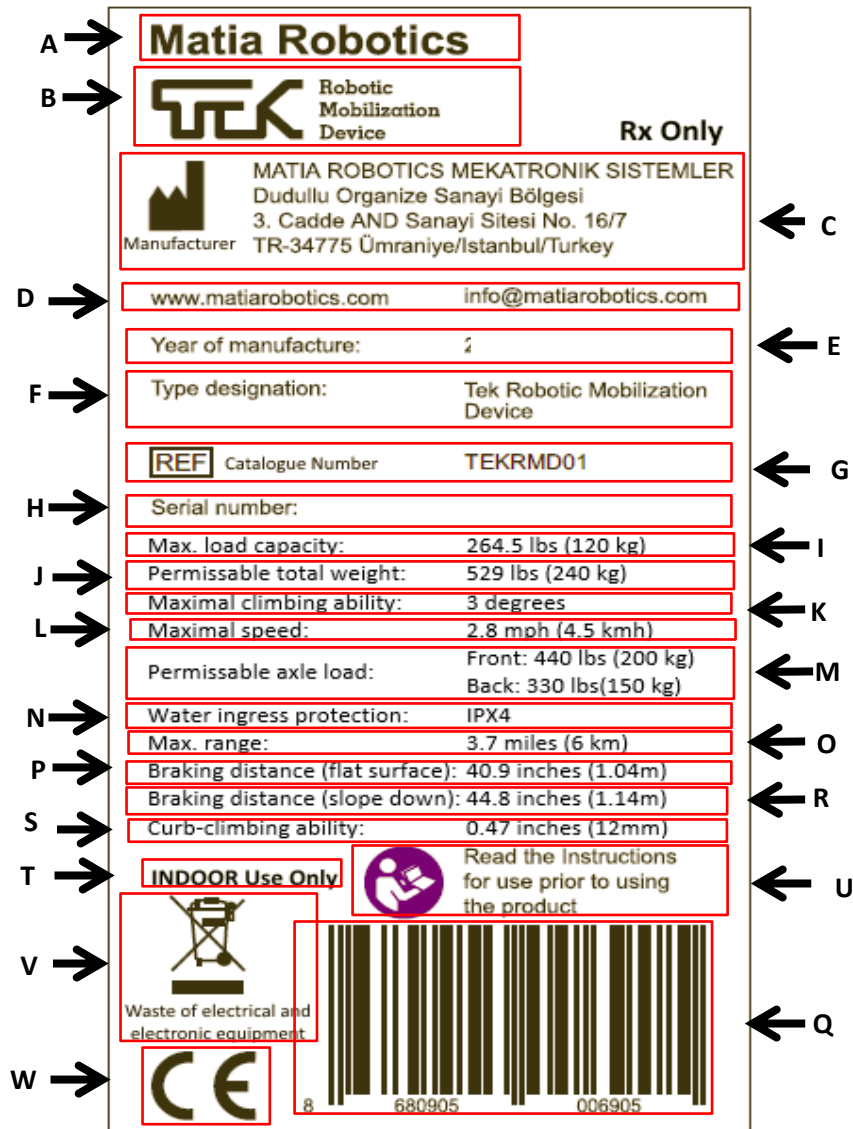 A Matia Robotics
B TEK Robotic
Mobilization
Device
Rx Only
MATIA ROBOTICS MEKATRONIK SISTEMLER
Dudullu Organize Sanayi Bölgesi
3. Cadde AND Sanayi Sitesi No. 16/7 C
Manufacturer TR-34775 Ümraniye/Istanbul/Turkey
D www.matiarobotics.com info@matiarobotics.com
Year of manufacture: E
F Type designation: Tek Robotic Mobilization
Device
REF Catalogue Number TEKRMD01 G
H Serial number:
Max. load capacity: 264.5 lbs (120 kg) I
J Permissable total weight: 529 lbs (240 kg)
Maximal climbing ability: 3 degrees K
L Maximal speed: 2.8 mph (4.5 kmh)
Permissable axle load: Front: 440 lbs (200 kg) M
Back: 330 lbs(150 kg)
N Water ingress protection: IPX4
Max. range: 3.7 miles (6 km) O
P Braking distance (flat surface): 40.9 inches (1.04m)
Braking distance (slope down): 44.8 inches (1.14m) R
S Curb-climbing ability: 0.47 inches (12mm)
T INDOOR Use Only
Read the Instructions
for use prior to using U
the product
V
Waste of electrical and
electronic equipment
Q
W CE
8 680905 006905